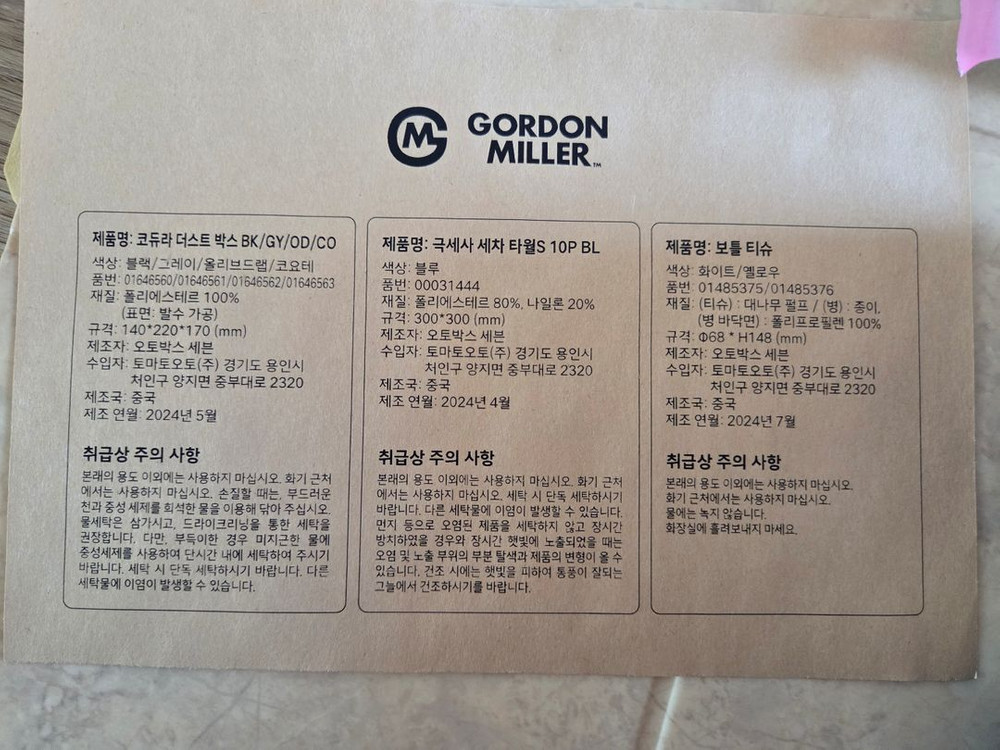 GM GORDON
MILLER™
제품명: 코듀라 더스트 박스 BK/GY/OD/CO
색상: 블랙/그레이/올리브드랩/코요테
품번: 01646560/01646561/01646562/01646563
재질: 폴리에스테르 100%
(표면: 발수 가공)
규격: 140*220*170 (mm)
제조자: 오토박스 세븐
수입자: 토마토오토(주) 경기도 용인시
처인구 양지면 중부대로 2320
제조국: 중국
제조 연월: 2024년 5월
취급상 주의 사항
본래의 용도 이외에는 사용하지 마십시오. 화기 근처
에서는 사용하지 마십시오. 손질할 때는, 부드러운
천과 중성 세제를 희석한 물을 이용해 닦아 주십시오.
물세탁은 삼가시고, 드라이크리닝을 통한 세탁을
권장합니다. 다만, 부득이한 경우 미지근한 물에
중성세제를 사용하여 단시간 내에 세탁하여 주시기
바랍니다. 세탁 시 단독 세탁하시기 바랍니다. 다른
세탁물에 이염이 발생할 수 있습니다.
제품명: 극세사 세차 타월S 10P BL
색상: 블루
품번: 00031444
재질: 폴리에스테르 80%, 나일론 20%
규격: 300*300 (mm)
제조자: 오토박스 세븐
수입자: 토마토오토(주) 경기도 용인시
처인구 양지면 중부대로 2320
제조국: 중국
제조 연월: 2024년 4월
취급상 주의 사항
본래의 용도 이외에는 사용하지 마십시오. 화기 근처
에서는 사용하지 마십시오. 세탁 시 단독 세탁하시기
바랍니다. 다른 세탁물에 이염이 발생할 수 있습니다.
먼지 등으로 오염된 제품을 세탁하지 않고 장시간
방치하였을 경우와 장시간 햇빛에 노출되었을 때는
오염 및 노출 부위의 부분 탈색과 제품의 변형이 올 수
있습니다. 건조 시에는 햇빛을 피하여 통풍이 잘되는
그늘에서 건조하시기를 바랍니다.
제품명: 보틀 티슈
색상: 화이트/옐로우
품번: 01485375/01485376
재질: (티슈) : 대나무 펄프 / (병) : 종이,
(병 바닥면) : 폴리프로필렌 100%
규격: Φ68 * H148 (mm)
제조자: 오토박스 세븐
수입자: 토마토오토(주) 경기도 용인시
처인구 양지면 중부대로 2320
제조국: 중국
제조 연월: 2024년 7월
취급상 주의 사항
본래의 용도 이외에는 사용하지 마십시오.
화기 근처에서는 사용하지 마십시오.
물에는 녹지 않습니다.
화장실에 흘려보내지 마세요.